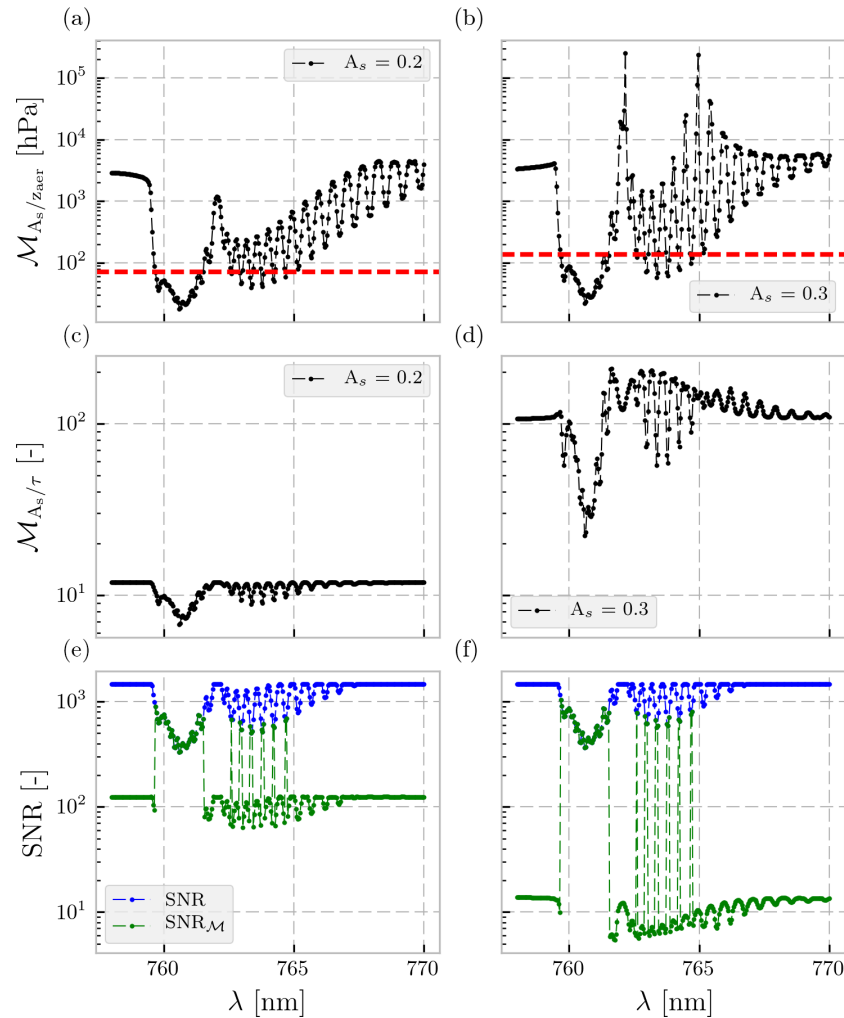 (a)
(b)
A_s = 0.2
10^5
10^4
10^3
10^2
M_{A_s/z_aer} [hPa]
A_s = 0.3
(c)
(d)
A_s = 0.2
10^2
10^1
M_{A_s/τ} [-]
A_s = 0.3
(e)
(f)
10^3
10^2
10^1
SNR [-]
SNR
SNR_M
760
765
770
760
765
770
λ [nm]
λ [nm]